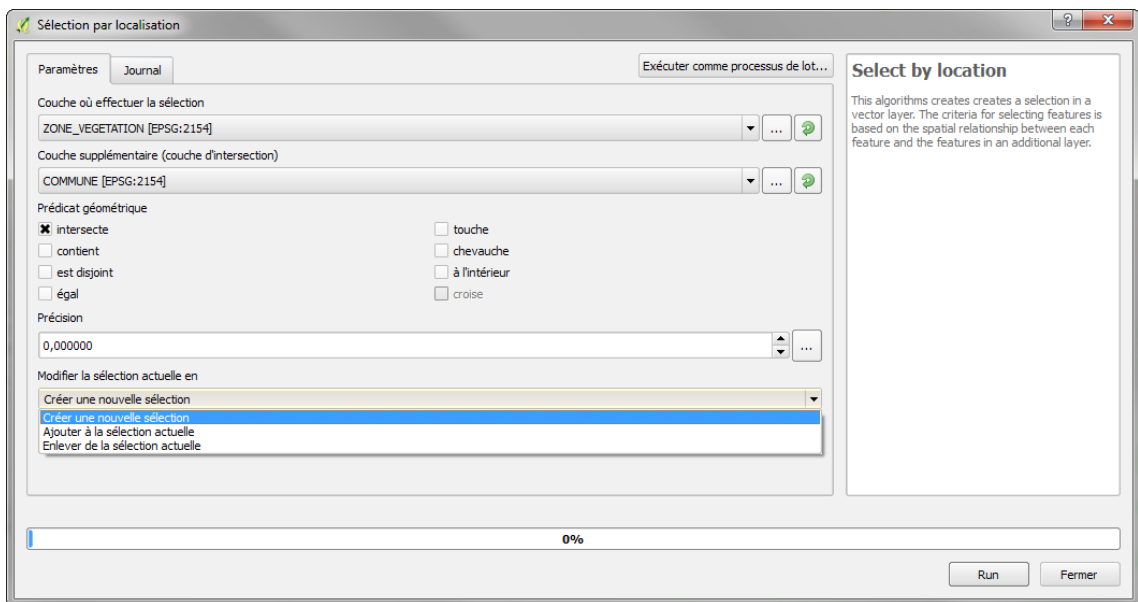 Sélection par localisation
Paramètres
Journal
Exécuter comme processus de lot...
Couche où effectuer la sélection
ZONE_VEGETATION [EPSG:2154]
...
Couche supplémentaire (couche d'intersection)
COMMUNE [EPSG:2154]
...
Prédicat géométrique
intersecte
touche
contient
chevauche
est disjoint
à l'intérieur
égal
croise
Précision
0,000000
...
Modifier la sélection actuelle en
Créer une nouvelle sélection
Créer une nouvelle sélection
Ajouter à la sélection actuelle
Enlever de la sélection actuelle
Select by location
This algorithms creates creates a selection in a
vector layer. The criteria for selecting features is
based on the spatial relationship between each
feature and the features in an additional layer.
0%
Run
Fermer